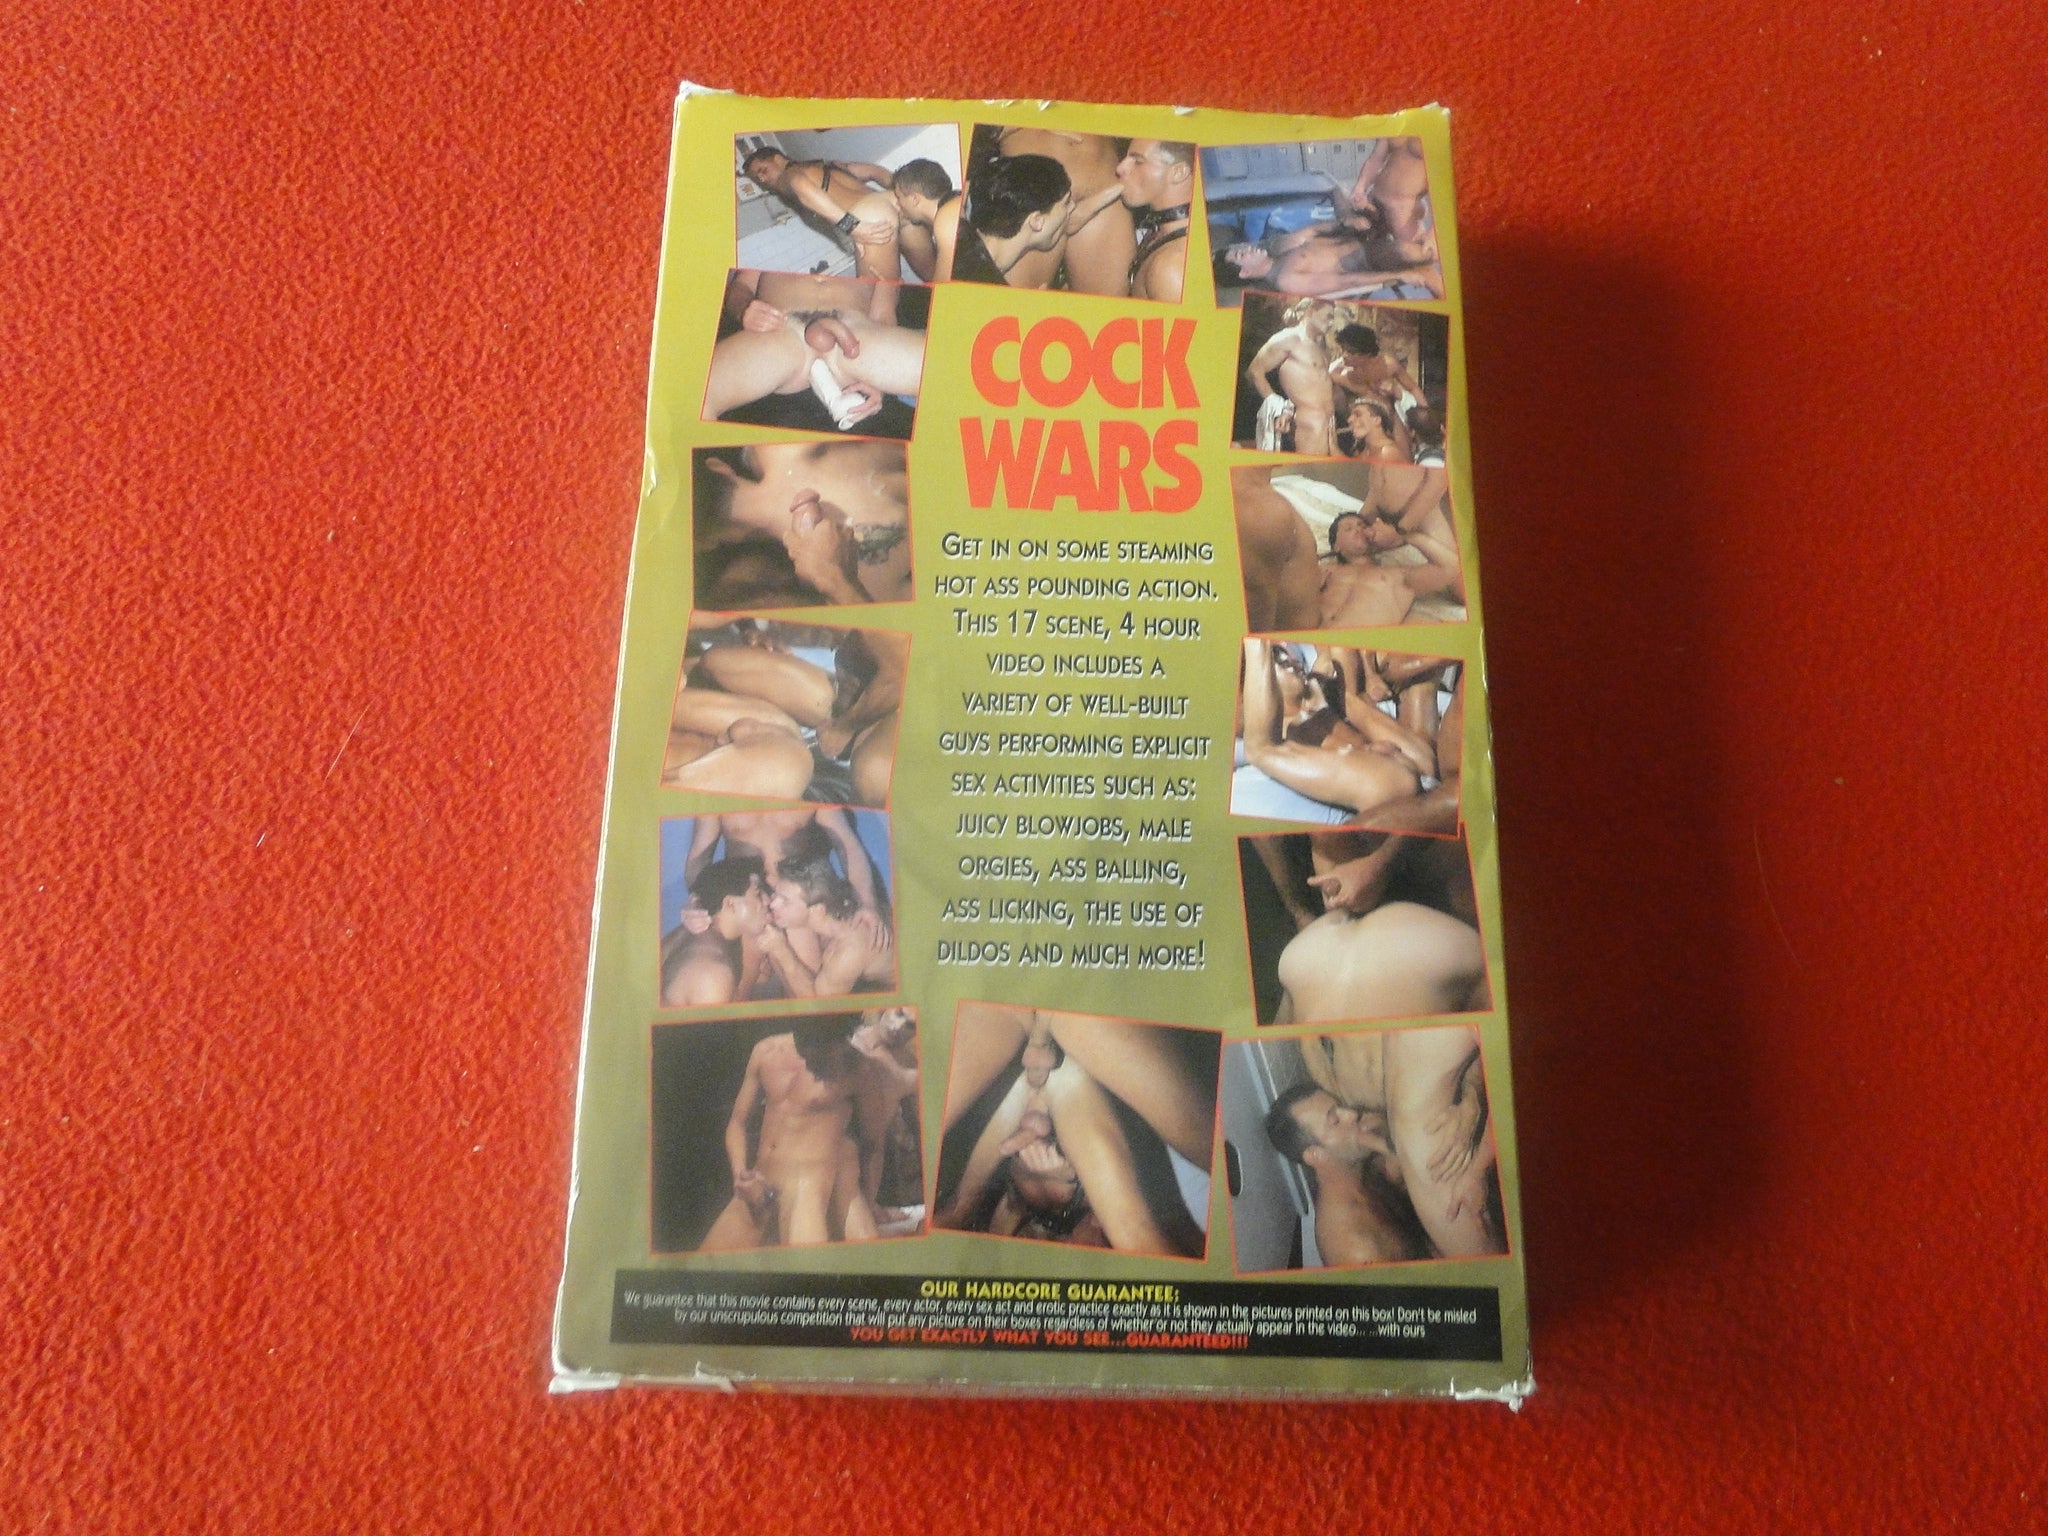 COCK
WARS
GET IN ON SOME STEAMING
HOT ASS POUNDING ACTION.
THIS 17 SCENE, 4 HOUR
VIDEO INCLUDES A
VARIETY OF WELL-BUILT
GUYS PERFORMING EXPLICIT
SEX ACTIVITIES SUCH AS:
JUICY BLOWJOBS, MALE
ORGIES, ASS BALLING,
ASS LICKING, THE USE OF
DILDOS AND MUCH MORE!
OUR HARDCORE GUARANTEE:
We guarantee that this movie contains every scene, every actor, every sex act and erotic practice exactly as it is shown in the pictures printed on this box! Don't be misled
by our unscrupulous competition that will put any picture on their boxes regardless of whether or not they actually appear in the video... ...with ours
YOU GET EXACTLY WHAT YOU SEE...GUARANTEED!!!